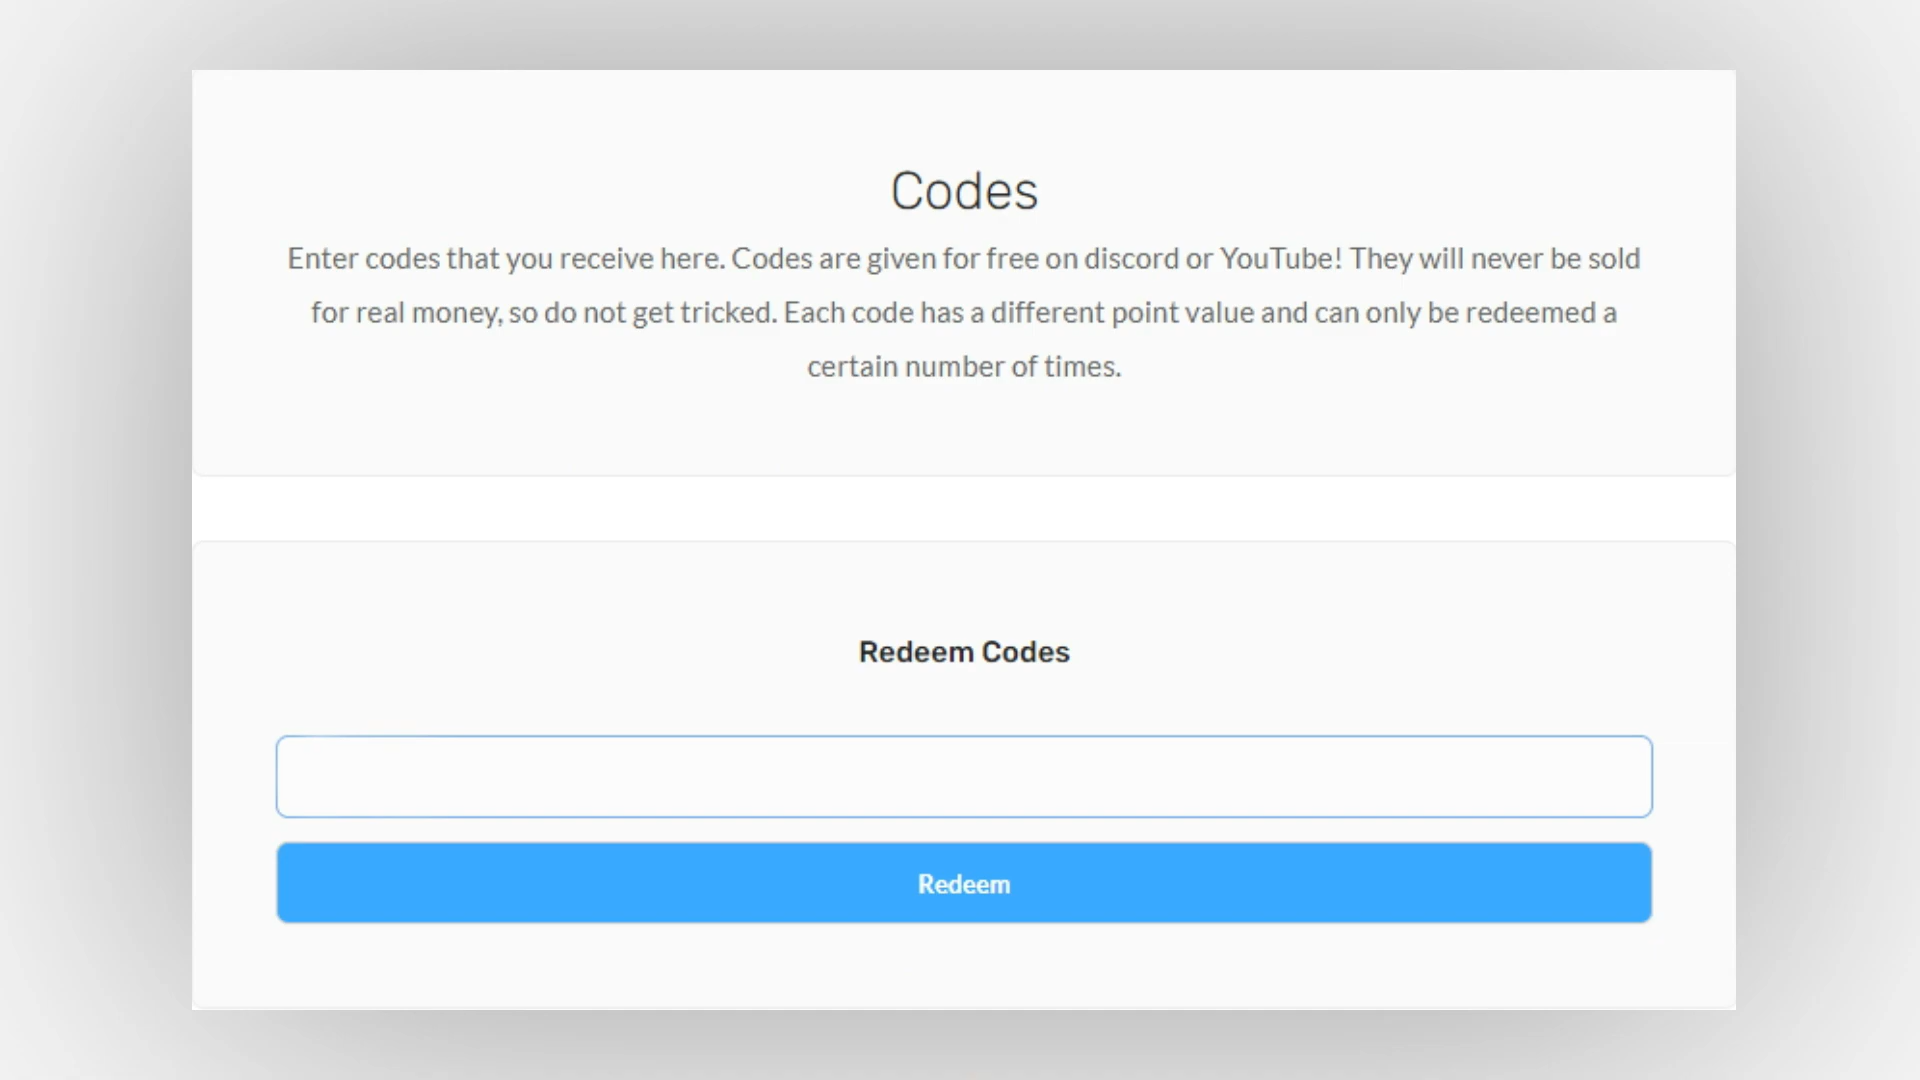 Codes
Enter codes that you receive here. Codes are given for free on discord or YouTube! They will never be sold
for real money, so do not get tricked. Each code has a different point value and can only be redeemed a
certain number of times.
Redeem Codes
Redeem